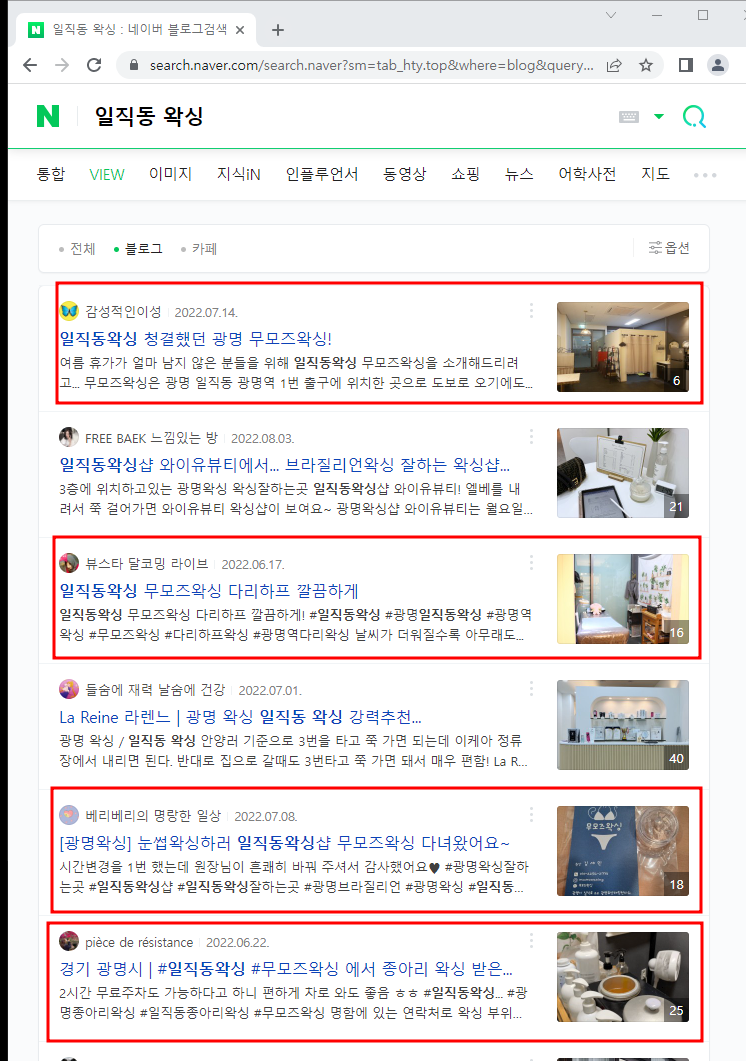 일직동 왁싱 : 네이버 블로그검색
search.naver.com/search.naver?sm=tab_hty.top&where=blog&query...
N 일직동 왁싱
통합 VIEW 이미지 지식iN 인플루언서 동영상 쇼핑 뉴스 어학사전 지도
전체 블로그 카페 옵션
감성적인이성 2022.07.14.
일직동왁싱 청결했던 광명 무모즈왁싱!
여름 휴가가 얼마 남지 않은 분들을 위해 일직동왁싱 무모즈왁싱을 소개해드리려
고... 무모즈왁싱은 광명 일직동 광명역 1번 출구에 위치한 곳으로 도보로 오기에도...
6
FREE BAEK 느낌있는 방 2022.08.03.
일직동왁싱샵 와이유뷰티에서... 브라질리언왁싱 잘하는 왁싱샵...
3층에 위치하고있는 광명왁싱 왁싱잘하는곳 일직동왁싱샵 와이유뷰티! 엘베를 내
려서 쭉 걸어가면 와이유뷰티 왁싱샵이 보여요~ 광명왁싱샵 와이유뷰티는 월요일...
21
뷰스타 달코밍 라이브 2022.06.17.
일직동왁싱 무모즈왁싱 다리하프 깔끔하게
일직동왁싱 무모즈왁싱 다리하프 깔끔하게! #일직동왁싱 #광명일직동왁싱 #광명역
왁싱 #무모즈왁싱 #다리하프왁싱 #광명역다리왁싱 날씨가 더워질수록 아무래도...
16
들숨에 재력 날숨에 건강 2022.07.01.
La Reine 라렌느 | 광명 왁싱 일직동 왁싱 강력추천...
광명 왁싱 / 일직동 왁싱 안양러 기준으로 3번을 타고 쭉 가면 되는데 이케아 정류
장에서 내리면 된다. 반대로 집으로 갈때도 3번타고 쭉 가면 돼서 매우 편함! La R...
40
베리베리의 명랑한 일상 2022.07.08.
[광명왁싱] 눈썹왁싱하러 일직동왁싱샵 무모즈왁싱 다녀왔어요~
시간변경을 1번 했는데 원장님이 흔쾌히 바꿔 주셔서 감사했어요♥ #광명왁싱잘하
는곳 #일직동왁싱샵 #일직동왁싱잘하는곳 #광명브라질리언 #광명왁싱 #일직동...
무모즈왁싱
18
pièce de résistance 2022.06.22.
경기 광명시 | #일직동왁싱 #무모즈왁싱 에서 종아리 왁싱 받은...
2시간 무료주차도 가능하다고 하니 편하게 차로 와도 좋음 ㅎㅎ #일직동왁싱... #광
명종아리왁싱 #일직동종아리왁싱 #무모즈왁싱 명함에 있는 연락처로 왁싱 부위...
25